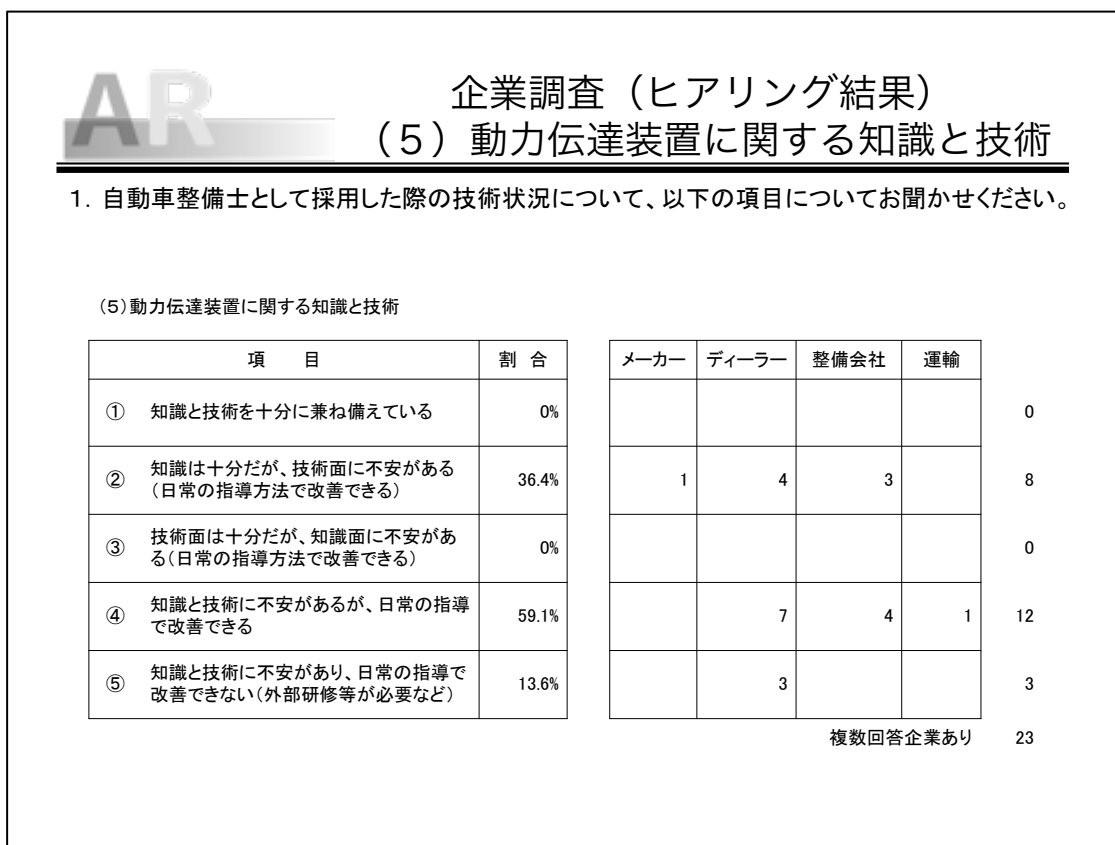 AR
企業調査（ヒアリング結果）
（５）動力伝達装置に関する知識と技術
１．自動車整備士として採用した際の技術状況について、以下の項目についてお聞かせください。
（5）動力伝達装置に関する知識と技術
項　目 割 合 メーカー ディーラー 整備会社 運輸
① 知識と技術を十分に兼ね備えている 0% 0
② 知識は十分だが、技術面に不安がある
（日常の指導方法で改善できる） 36.4% 1 4 3 8
③ 技術面は十分だが、知識面に不安があ
る（日常の指導方法で改善できる） 0% 0
④ 知識と技術に不安があるが、日常の指導
で改善できる 59.1% 7 4 1 12
⑤ 知識と技術に不安があり、日常の指導で
改善できない（外部研修等が必要など） 13.6% 3 3
複数回答企業あり 23